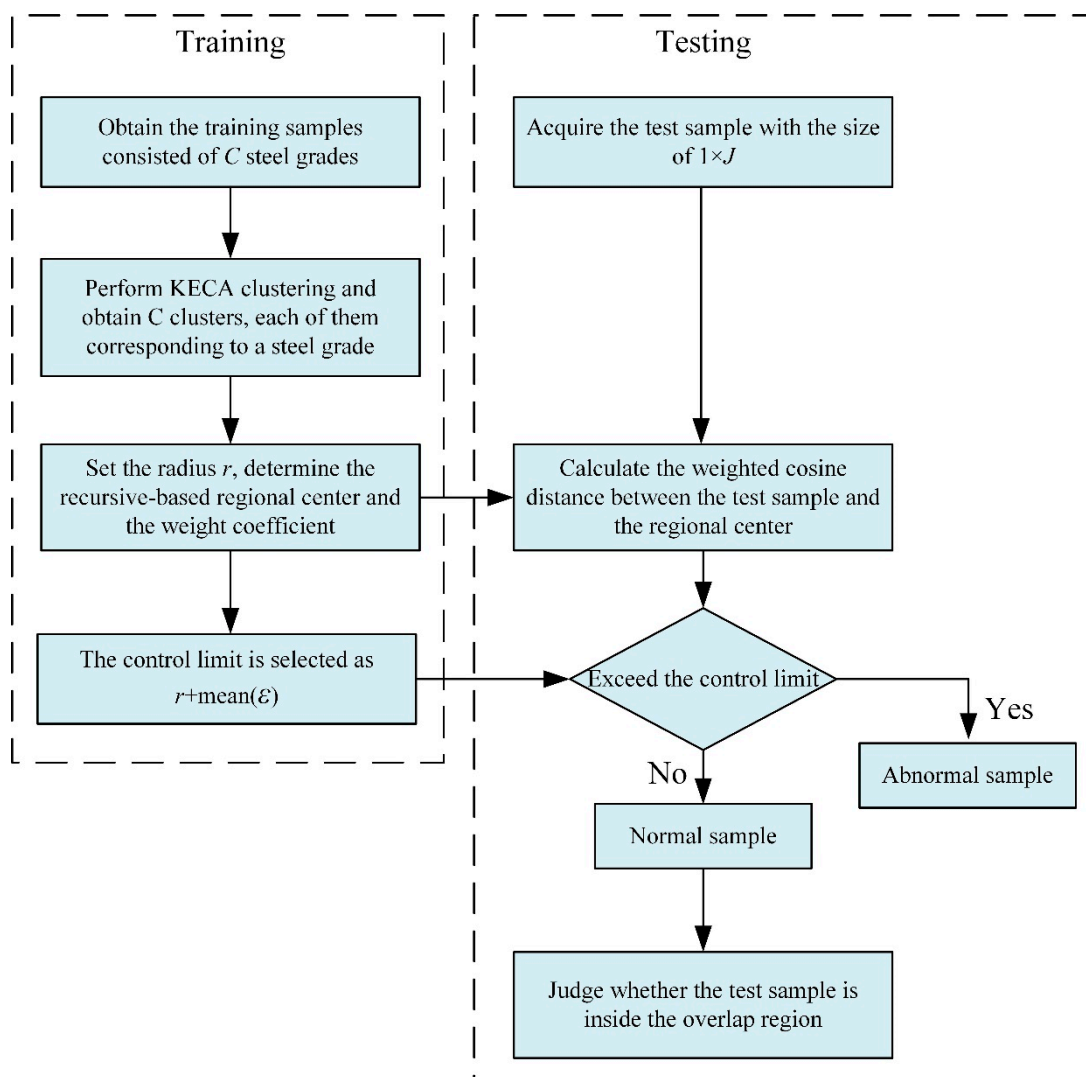 Training
Obtain the training samples
consisted of C steel grades
Perform KECA clustering and
obtain C clusters, each of them
corresponding to a steel grade
Set the radius r, determine the
recursive-based regional center and
the weight coefficient
The control limit is selected as
r+mean(ε)
Testing
Acquire the test sample with the size
of 1×J
Calculate the weighted cosine
distance between the test sample and
the regional center
Exceed the control limit
Yes
Abnormal sample
No
Normal sample
Judge whether the test sample is
inside the overlap region